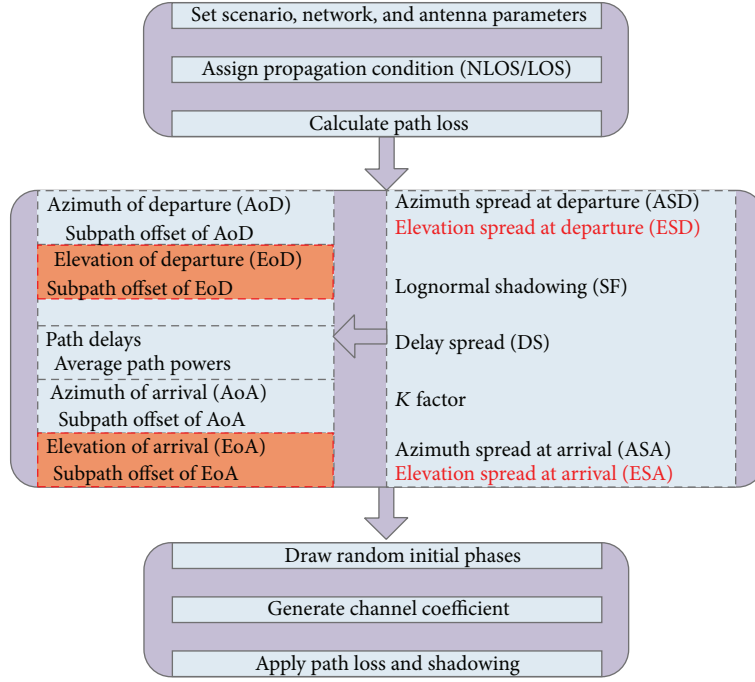 Set scenario, network, and antenna parameters
Assign propagation condition (NLOS/LOS)
Calculate path loss
Azimuth of departure (AoD)
Subpath offset of AoD
Elevation of departure (EoD)
Subpath offset of EoD
Path delays
Average path powers
Azimuth of arrival (AoA)
Subpath offset of AoA
Elevation of arrival (EoA)
Subpath offset of EoA
Azimuth spread at departure (ASD)
Elevation spread at departure (ESD)
Lognormal shadowing (SF)
Delay spread (DS)
K factor
Azimuth spread at arrival (ASA)
Elevation spread at arrival (ESA)
Draw random initial phases
Generate channel coefficient
Apply path loss and shadowing